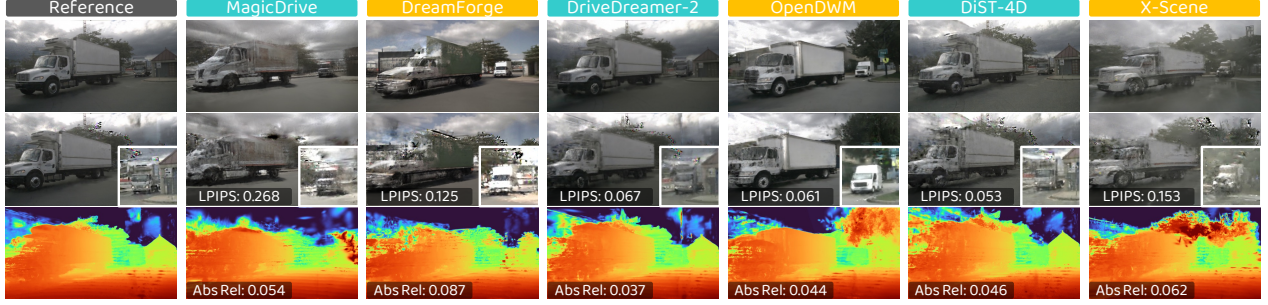 Reference MagicDrive DreamForge DriveDreamer-2 OpenDWM DiST-4D X-Scene
LPIPS: 0.268 LPIPS: 0.125 LPIPS: 0.067 LPIPS: 0.061 LPIPS: 0.053 LPIPS: 0.153
Abs Rel: 0.054 Abs Rel: 0.087 Abs Rel: 0.037 Abs Rel: 0.044 Abs Rel: 0.046 Abs Rel: 0.062